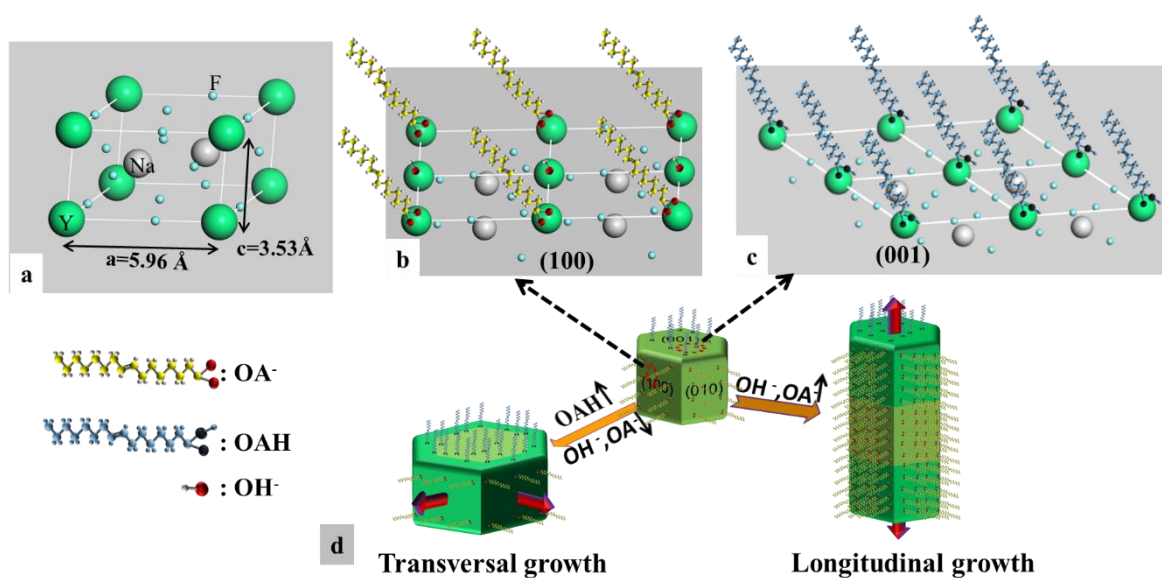 F
Na
Y
a=5.96 Å
c=3.53Å
a
b
(100)
c
(001)
: OA⁻
: OAH
: OH⁻
(001)
(100)
(010)
OAH↑
OH⁻,OA⁻↓
OH⁻,OA⁻↑
d
Transversal growth
Longitudinal growth